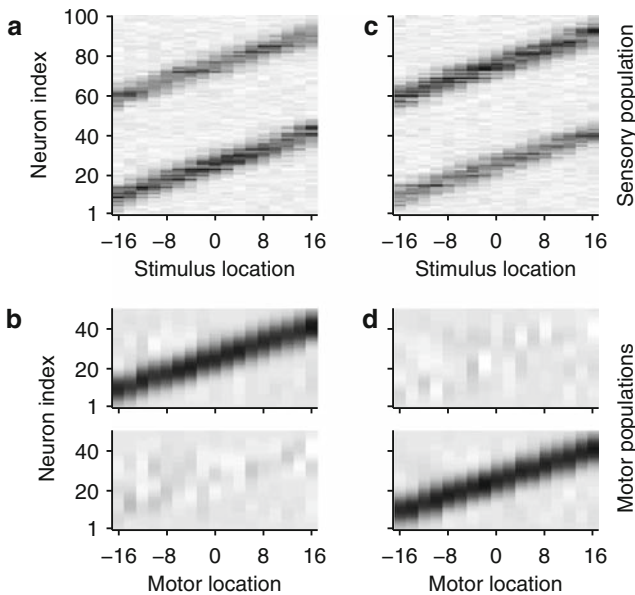 a
c
100
80
60
40
20
1
Neuron index
Sensory population
−16 −8 0 8 16
−16 −8 0 8 16
Stimulus location
Stimulus location
b
d
40
20
1
40
20
1
Neuron index
Motor populations
−16 −8 0 8 16
−16 −8 0 8 16
Motor location
Motor location